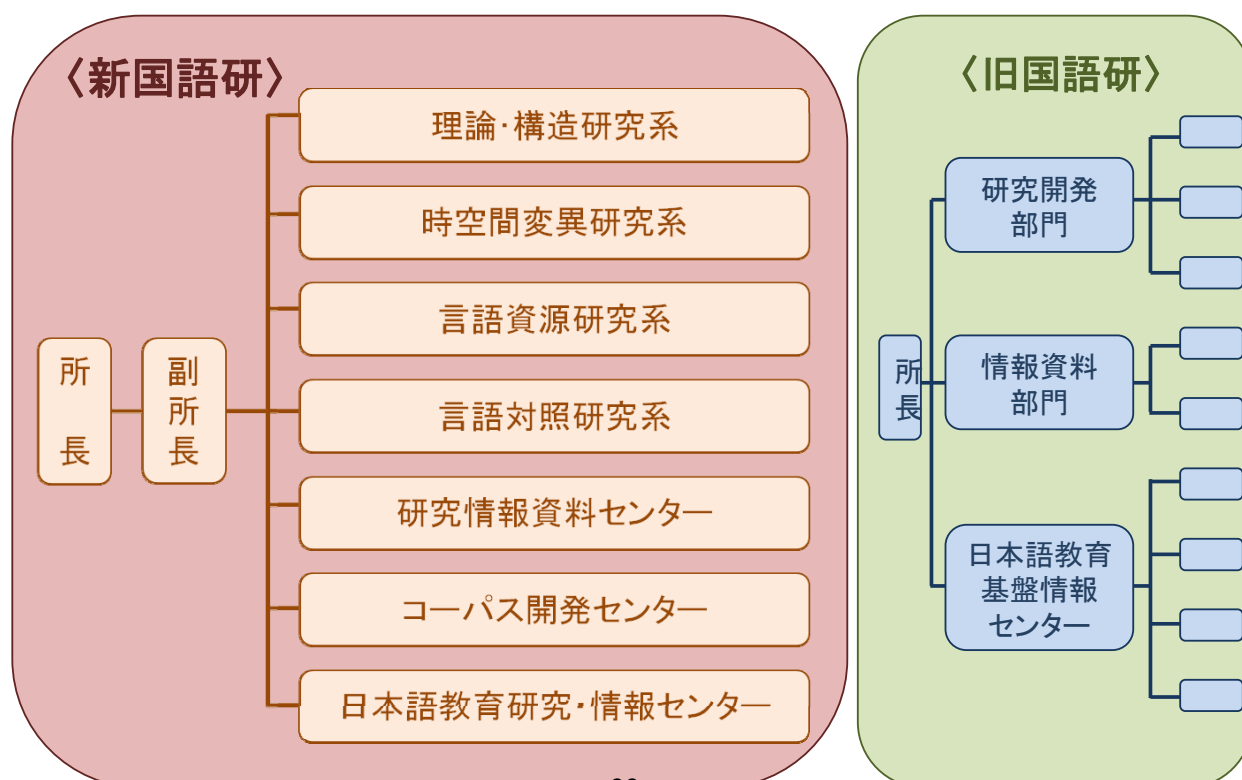 〈新国語研〉
理論・構造研究系
時空間変異研究系
言語資源研究系
言語対照研究系
研究情報資料センター
コーパス開発センター
日本語教育研究・情報センター
所
長
副
所
長
〈旧国語研〉
所
長
研究開発
部門
情報資料
部門
日本語教育
基盤情報
センター